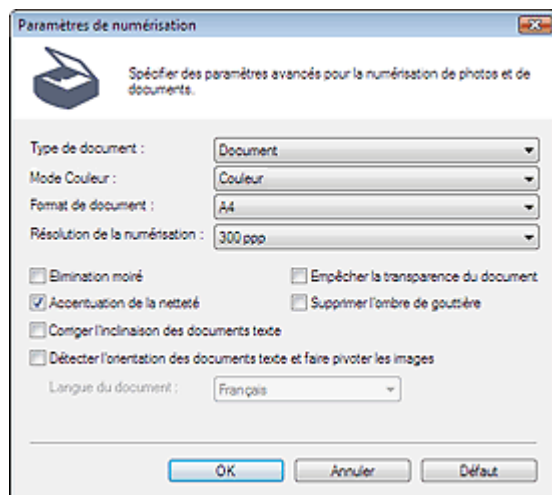 Paramètres de numérisation
Spécifier des paramètres avancés pour la numérisation de photos et de
documents.
Type de document :
Document
Mode Couleur :
Couleur
Format de document :
A4
Résolution de la numérisation :
300 ppp
Elimination moiré
Empêcher la transparence du document
Accentuation de la netteté
Supprimer l'ombre de gouttière
Corriger l'inclinaison des documents texte
Détecter l'orientation des documents texte et faire pivoter les images
Langue du document :
Français
OK
Annuler
Défaut